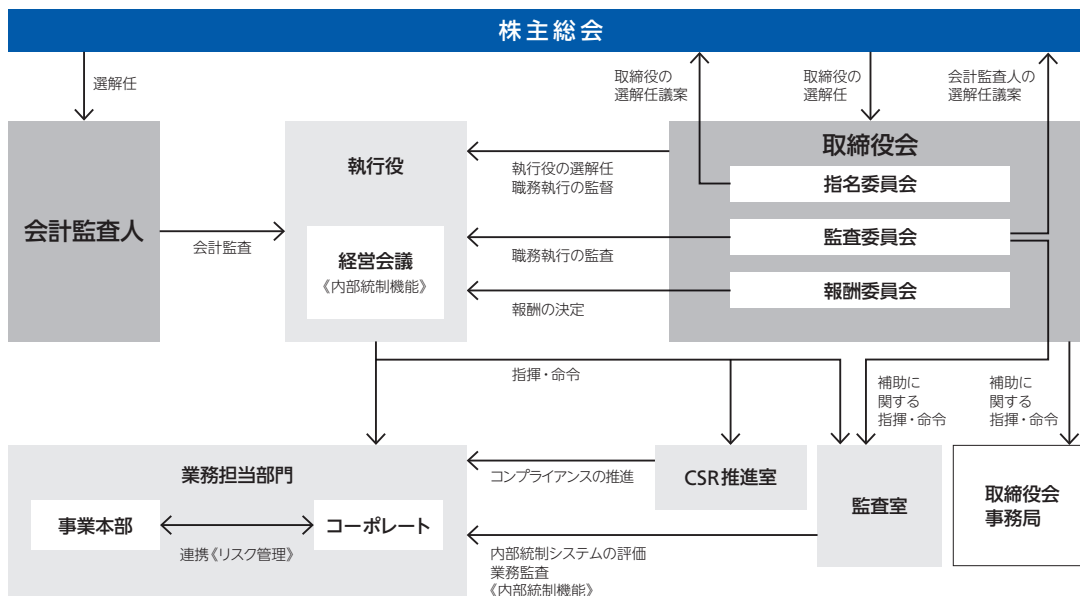 株主総会
選解任
取締役の
選解任議案
取締役の
選解任
会計監査人の
選解任議案
会計監査人
会計監査
執行役
経営会議
《内部統制機能》
執行役の選解任
職務執行の監督
職務執行の監査
報酬の決定
取締役会
指名委員会
監査委員会
報酬委員会
指揮・命令
補助に
関する
指揮・命令
補助に
関する
指揮・命令
業務担当部門
事業本部
コーポレート
連携《リスク管理》
コンプライアンスの推進
CSR推進室
内部統制システムの評価
業務監査
《内部統制機能》
監査室
取締役会
事務局